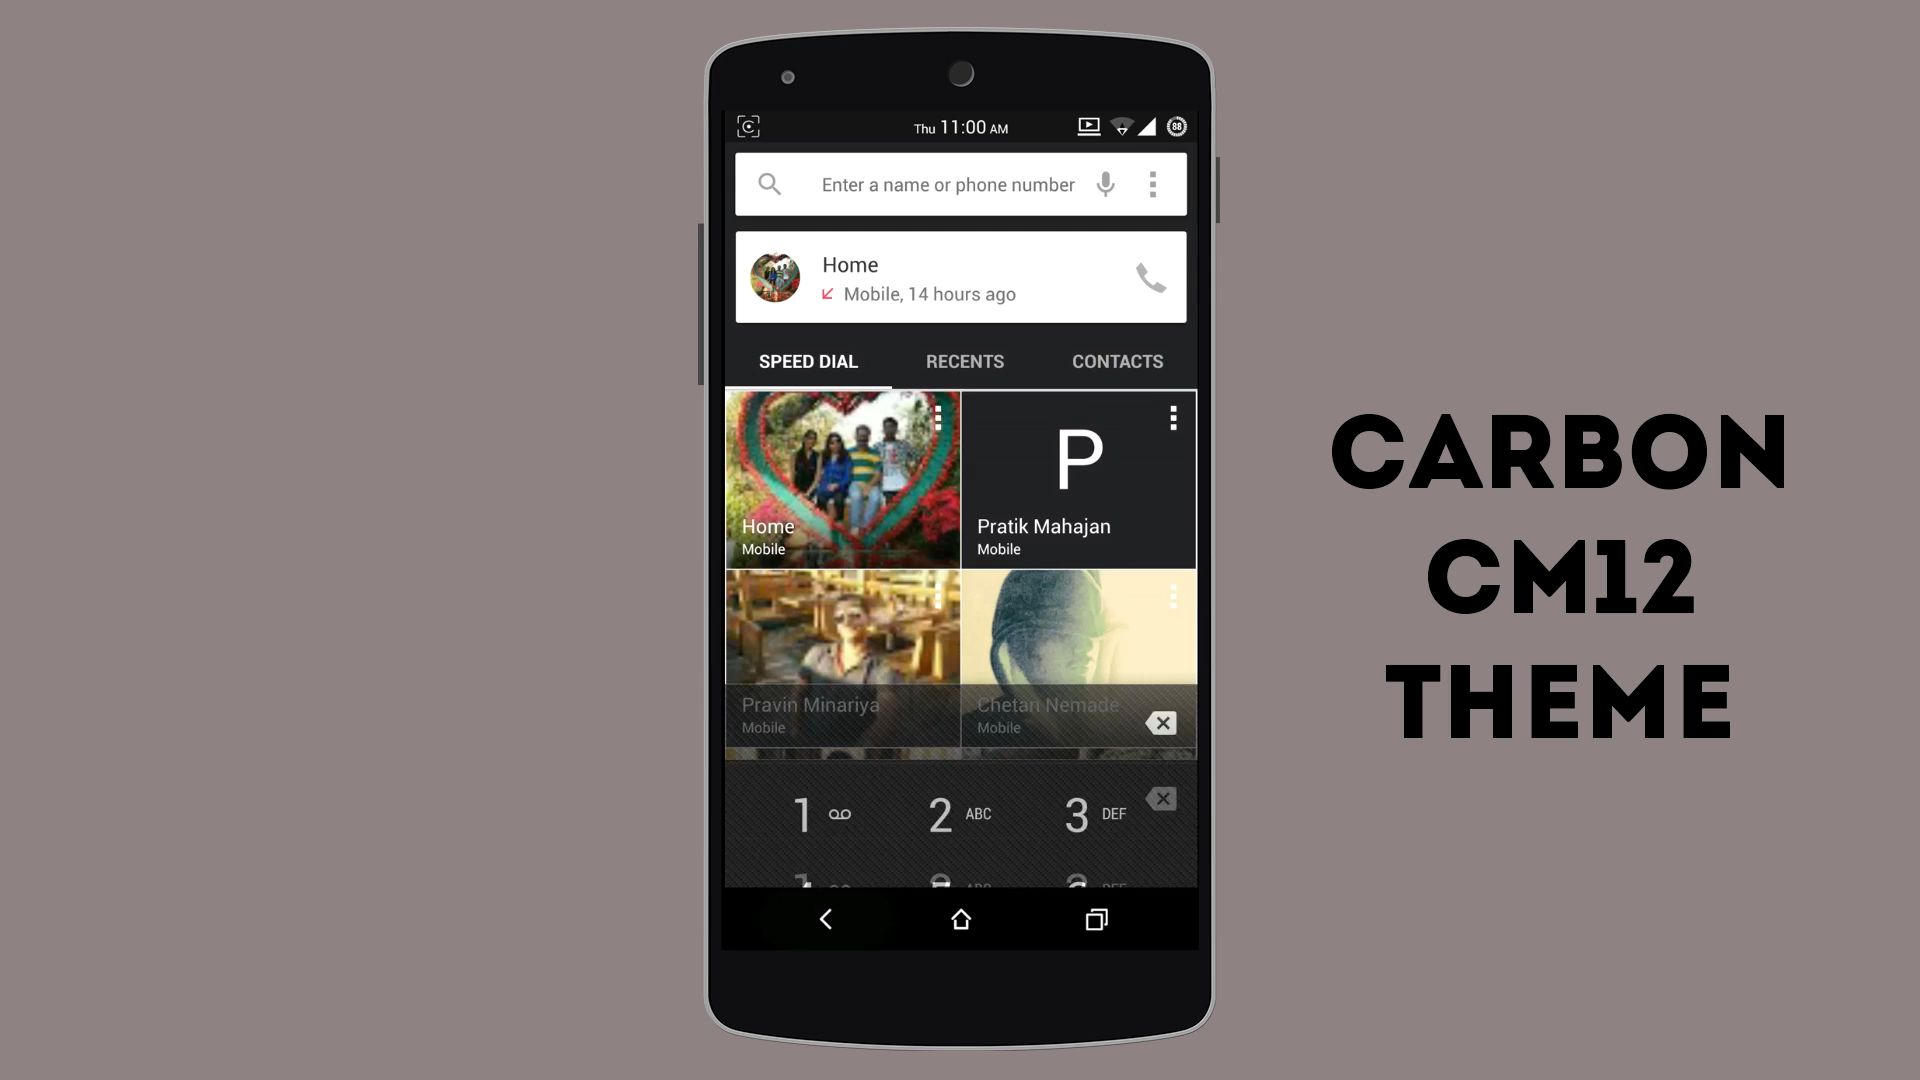 Thu 11:00 AM
88
Enter a name or phone number
Home
Mobile, 14 hours ago
SPEED DIAL RECENTS CONTACTS
Home
Mobile
P
Pratik Mahajan
Mobile
Pravin Minariya
Mobile
Chetan Nemade
Mobile
1 2 ABC 3 DEF
CARBON
CM12
THEME